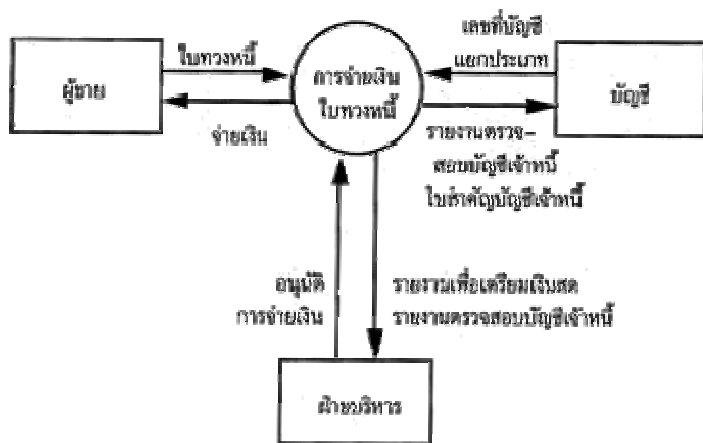 เลขที่บัญชี
แยกประเภท
ใบทวงหนี้
ผู้ขาย
การจ่ายเงิน
ใบทวงหนี้
บัญชี
จ่ายเงิน
รายงานตรวจ-
สอบบัญชีเจ้าหนี้
ใบสำคัญบัญชีเจ้าหนี้
อนุมัติ
การจ่ายเงิน
รายงานเพื่อเตรียมเงินสด
รายงานตรวจสอบบัญชีเจ้าหนี้
ฝ่ายบริหาร